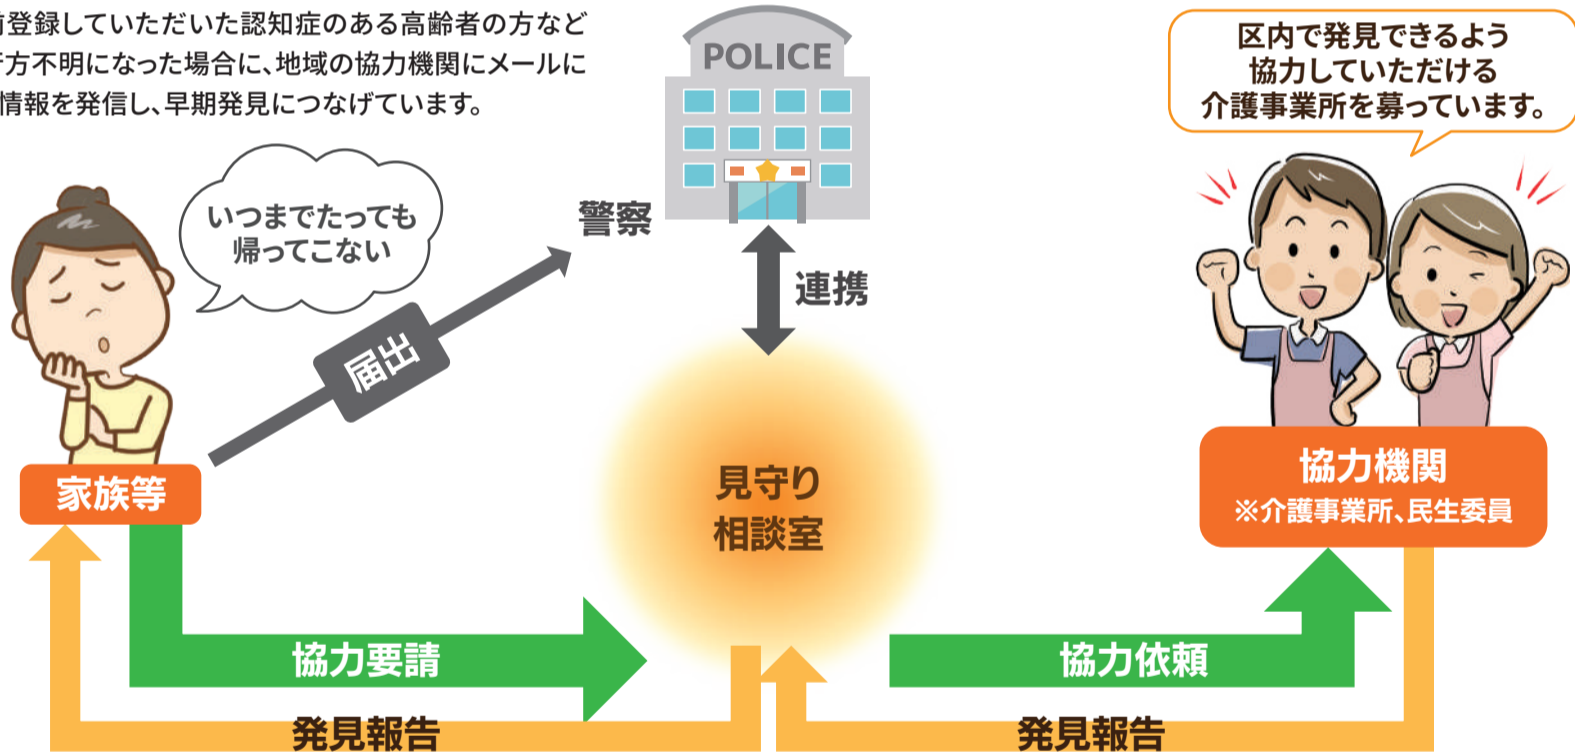 前登録していただいた認知症のある高齢者の方など
行方不明になった場合に、地域の協力機関にメールに
情報を発信し、早期発見につなげています。
POLICE
区内で発見できるよう
協力していただける
介護事業所を募っています。
いつまでたっても
帰ってこない
警察
連携
届出
家族等
見守り
相談室
協力機関
※介護事業所、民生委員
協力要請
協力依頼
発見報告
発見報告